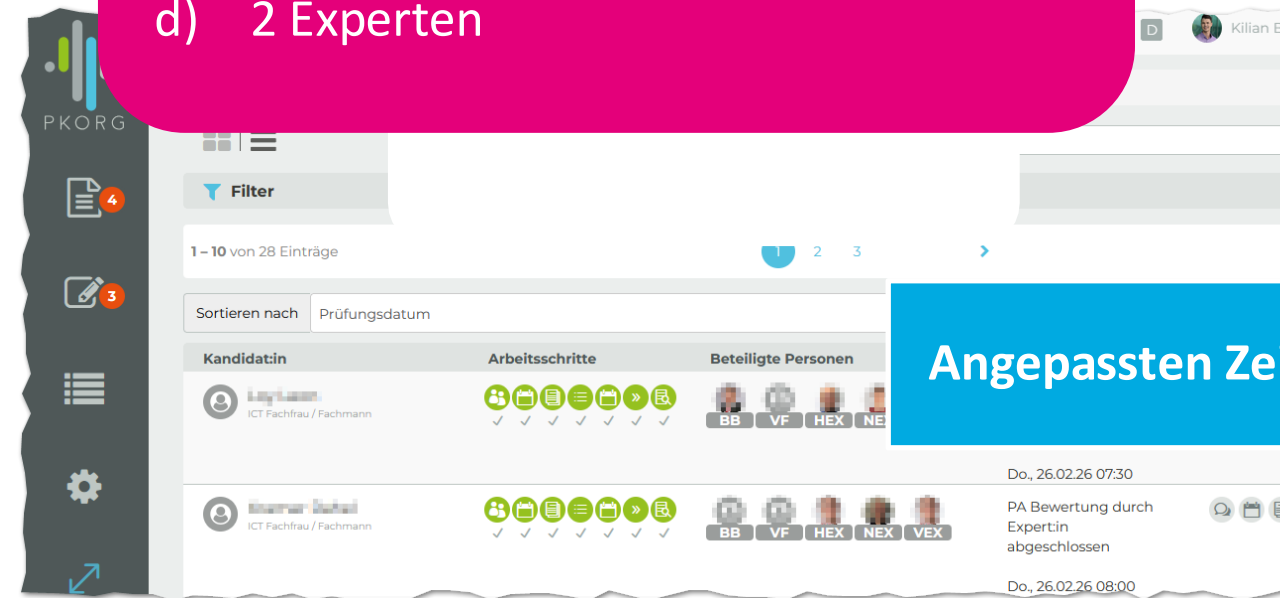 d) 2 Experten
D
Kilian
PKORG
Filter
4
1 – 10 von 28 Einträge
1 2 3
3
Sortieren nach Prüfungsdatum
Angepassten
Kandidat:in Arbeitsschritte Beteiligte Personen
ICT Fachfrau / Fachmann
BB VF HEX
Do., 26.02.26 07:30
PA Bewertung durch
Expert:in
abgeschlossen
ICT Fachfrau / Fachmann
BB VF HEX NEX VEX
Do., 26.02.26 08:00